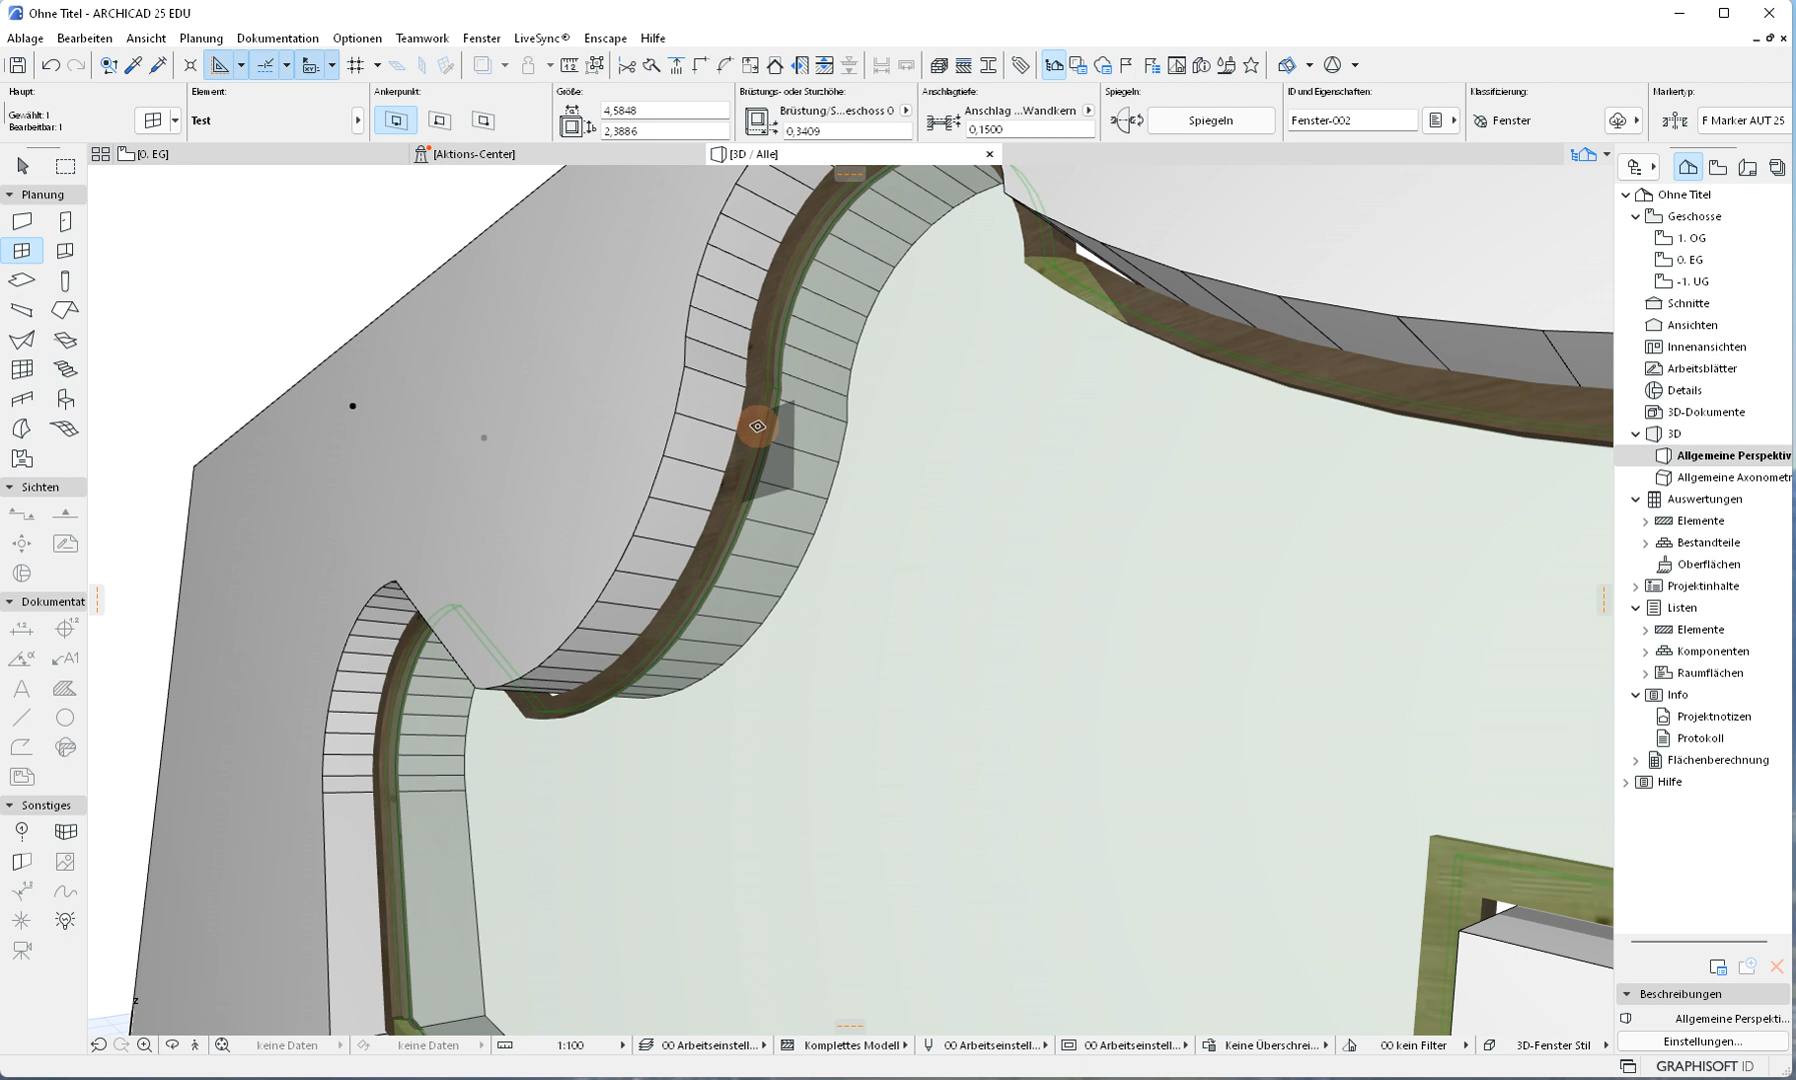 Ohne Titel - ARCHICAD 25 EDU
Ablage Bearbeiten Ansicht Planung Dokumentation Optionen Teamwork Fenster LiveSync® Enscape Hilfe
Haupt: Element: Ankerpunkt: Größe: Brüstungs- oder Sturzhöhe: Anschlagtiefe: Spiegeln: ID und Eigenschaften: Klassifizierung: Markertyp:
Gewählt: 1
Bearbeitbar: 1
Test
4,5848
2,3886
Brüstung/S...eschoss 0
0,3409
Anschlag ...Wandkern
0,1500
Spiegeln
Fenster-002
Fenster
F Marker AUT 25
[0. EG]
[Aktions-Center]
[3D / Alle]
Planung
Sichten
Dokumentat
Sonstiges
Ohne Titel
Geschosse
1. OG
0. EG
-1. UG
Schnitte
Ansichten
Innenansichten
Arbeitsblätter
Details
3D-Dokumente
3D
Allgemeine Perspektiv
Allgemeine Axonometr
Auswertungen
Elemente
Bestandteile
Oberflächen
Projektinhalte
Listen
Elemente
Komponenten
Raumflächen
Info
Projektnotizen
Protokoll
Flächenberechnung
Hilfe
Beschreibungen
Allgemeine Perspekti...
Einstellungen...
z
keine Daten keine Daten 1:100 00 Arbeitseinstell... Komplettes Modell 00 Arbeitseinstell... 00 Arbeitseinstell... Keine Überschrei... 00 kein Filter 3D-Fenster Stil
GRAPHISOFT ID